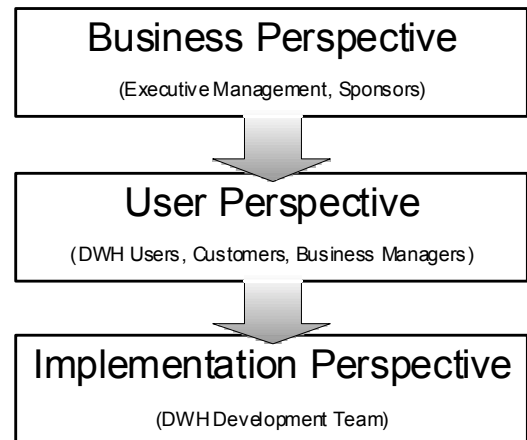 Business Perspective
(Executive Management, Sponsors)
User Perspective
(DWH Users, Customers, Business Managers)
Implementation Perspective
(DWH Development Team)